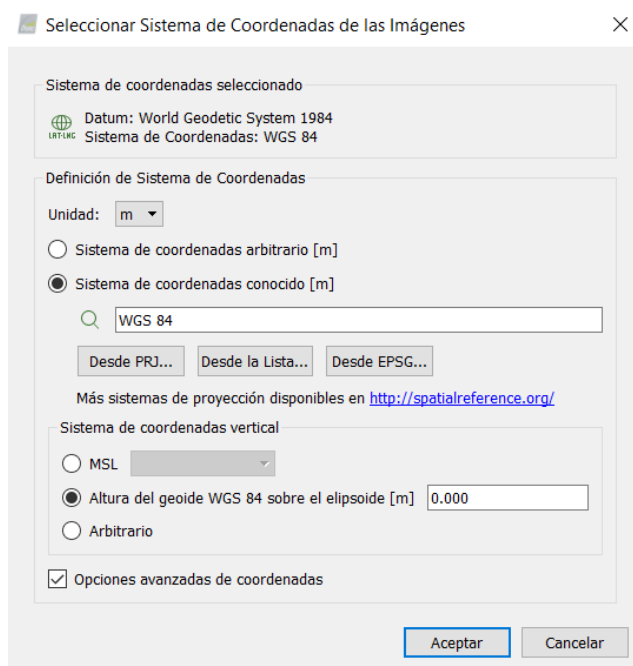 Seleccionar Sistema de Coordenadas de las Imágenes
Sistema de coordenadas seleccionado
Datum: World Geodetic System 1984
LAT-LNG
Sistema de Coordenadas: WGS 84
Definición de Sistema de Coordenadas
Unidad: m
Sistema de coordenadas arbitrario [m]
Sistema de coordenadas conocido [m]
WGS 84
Desde PRJ... Desde la Lista... Desde EPSG...
Más sistemas de proyección disponibles en http://spatialreference.org/
Sistema de coordenadas vertical
MSL
Altura del geoide WGS 84 sobre el elipsoide [m] 0.000
Arbitrario
Opciones avanzadas de coordenadas
Aceptar Cancelar